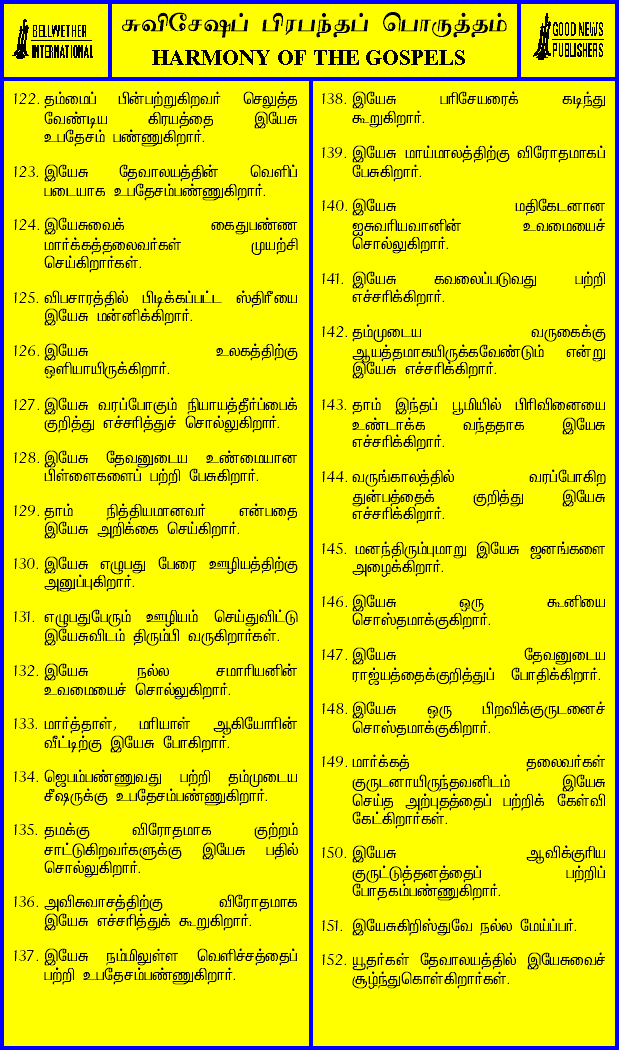 BELLWETHER
INTERNATIONAL
சுவிசேஷப் பிரபந்தப் பொருத்தம்
HARMONY OF THE GOSPELS
GOOD NEWS
PUBLISHERS
122. தம்மைப் பின்பற்றுகிறவர் செலுத்த
வேண்டிய கிரயத்தை இயேசு
உபதேசம் பண்ணுகிறார்.
123. இயேசு தேவாலயத்தின் வெளிப்
படையாக உபதேசம்பண்ணுகிறார்.
124. இயேசுவைக் கைதுபண்ண
மார்க்கத்தலைவர்கள் முயற்சி
செய்கிறார்கள்.
125. விபசாரத்தில் பிடிக்கப்பட்ட ஸ்திரீயை
இயேசு மன்னிக்கிறார்.
126. இயேசு உலகத்திற்கு
ஒளியாயிருக்கிறார்.
127. இயேசு வரப்போகும் நியாயத்தீர்ப்பைக்
குறித்து எச்சரித்துச் சொல்லுகிறார்.
128. இயேசு தேவனுடைய உண்மையான
பிள்ளைகளைப் பற்றி பேசுகிறார்.
129. தாம் நித்தியமானவர் என்பதை
இயேசு அறிக்கை செய்கிறார்.
130. இயேசு எழுபது பேரை ஊழியத்திற்கு
அனுப்புகிறார்.
131. எழுபதுபேரும் ஊழியம் செய்துவிட்டு
இயேசுவிடம் திரும்பி வருகிறார்கள்.
132. இயேசு நல்ல சமாரியனின்
உவமையைச் சொல்லுகிறார்.
133. மார்த்தாள், மரியாள் ஆகியோரின்
வீட்டிற்கு இயேசு போகிறார்.
134. ஜெபம்பண்ணுவது பற்றி தம்முடைய
சீஷருக்கு உபதேசம்பண்ணுகிறார்.
135. தமக்கு விரோதமாக குற்றம்
சாட்டுகிறவர்களுக்கு இயேசு பதில்
சொல்லுகிறார்.
136. அவிசுவாசத்திற்கு விரோதமாக
இயேசு எச்சரித்துக் கூறுகிறார்.
137. இயேசு நம்மிலுள்ள வெளிச்சத்தைப்
பற்றி உபதேசம்பண்ணுகிறார்.
138. இயேசு பரிசேயரைக் கடிந்து
கூறுகிறார்.
139. இயேசு மாய்மாலத்திற்கு விரோதமாகப்
பேசுகிறார்.
140. இயேசு மதிகேடனான
ஐசுவரியவானின் உவமையைச்
சொல்லுகிறார்.
141. இயேசு கவலைப்படுவது பற்றி
எச்சரிக்கிறார்.
142. தம்முடைய வருகைக்கு
ஆயத்தமாகயிருக்கவேண்டும் என்று
இயேசு எச்சரிக்கிறார்.
143. தாம் இந்தப் பூமியில் பிரிவினையை
உண்டாக்க வந்ததாக இயேசு
எச்சரிக்கிறார்.
144. வருங்காலத்தில் வரப்போகிற
துன்பத்தைக் குறித்து இயேசு
எச்சரிக்கிறார்.
145. மனந்திரும்புமாறு இயேசு ஜனங்களை
அழைக்கிறார்.
146. இயேசு ஒரு கூனியை
சொஸ்தமாக்குகிறார்.
147. இயேசு தேவனுடைய
ராஜ்யத்தைக்குறித்துப் போதிக்கிறார்.
148. இயேசு ஒரு பிறவிக்குருடனைச்
சொஸ்தமாக்குகிறார்.
149. மார்க்கத் தலைவர்கள்
குருடனாயிருந்தவனிடம் இயேசு
செய்த அற்புதத்தைப் பற்றிக் கேள்வி
கேட்கிறார்கள்.
150. இயேசு ஆவிக்குரிய
குருட்டுத்தனத்தைப் பற்றிப்
போதகம்பண்ணுகிறார்.
151. இயேசுகிறிஸ்துவே நல்ல மேய்ப்பர்.
152. யூதர்கள் தேவாலயத்தில் இயேசுவைச்
சூழ்ந்துகொள்கிறார்கள்.